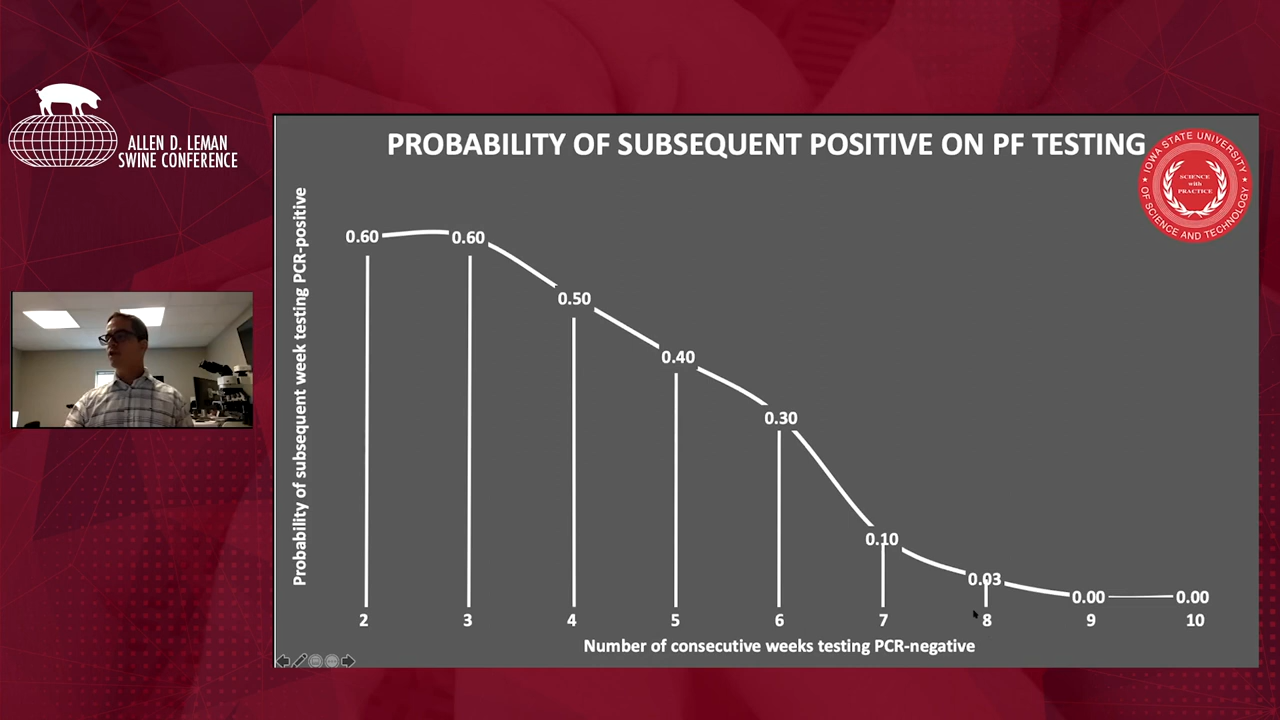 ALLEN D. LEMAN
SWINE CONFERENCE
PROBABILITY OF SUBSEQUENT POSITIVE ON PF TESTING
IOWA STATE UNIVERSITY
OF SCIENCE AND TECHNOLOGY
SCIENCE
with
PRACTICE
Probability of subsequent week testing PCR-positive
0.60
0.60
0.50
0.40
0.30
0.10
0.03
0.00
0.00
2
3
4
5
6
7
8
9
10
Number of consecutive weeks testing PCR-negative